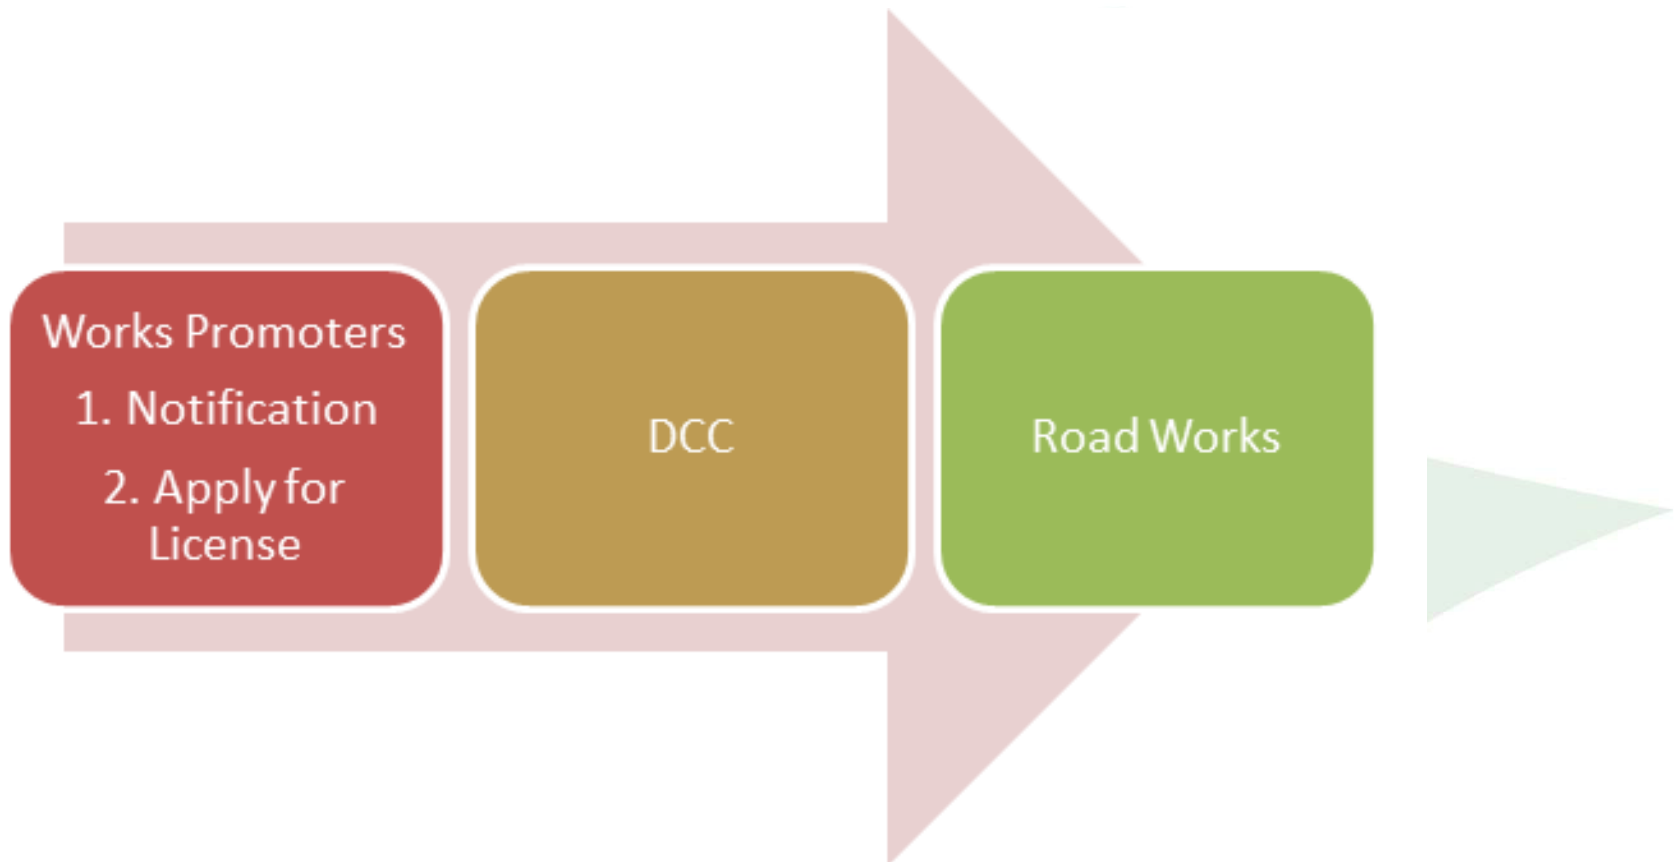 Works Promoters
1. Notification
2. Apply for
License
DCC
Road Works